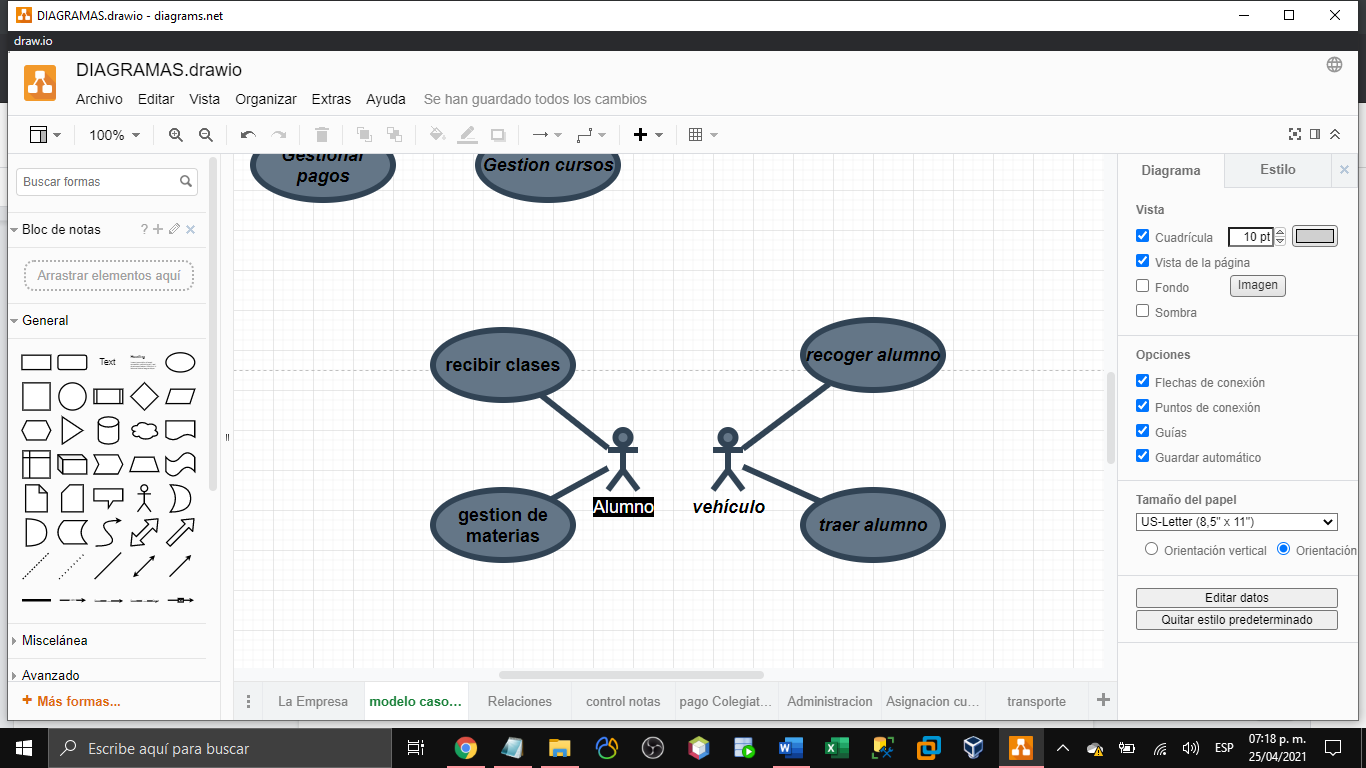 DIAGRAMAS.drawio - diagrams.net
draw.io
DIAGRAMAS.drawio
Archivo Editar Vista Organizar Extras Ayuda Se han guardado todos los cambios
100%
Buscar formas
Bloc de notas ?
Arrastrar elementos aquí
General
Text
Heading
Miscelánea
Avanzado
Más formas...
Gestionar
pagos
Gestion cursos
recibir clases
recoger alumno
Alumno
vehículo
gestion de
materias
traer alumno
Diagrama Estilo
Vista
Cuadrícula 10 pt
Vista de la página
Fondo Imagen
Sombra
Opciones
Flechas de conexión
Puntos de conexión
Guías
Guardar automático
Tamaño del papel
US-Letter (8,5" x 11")
Orientación vertical Orientación
Editar datos
Quitar estilo predeterminado
La Empresa modelo caso... Relaciones control notas pago Colegiat... Administracion Asignacion cu... transporte
Escribe aquí para buscar
ESP
07:18 p. m.
25/04/2021